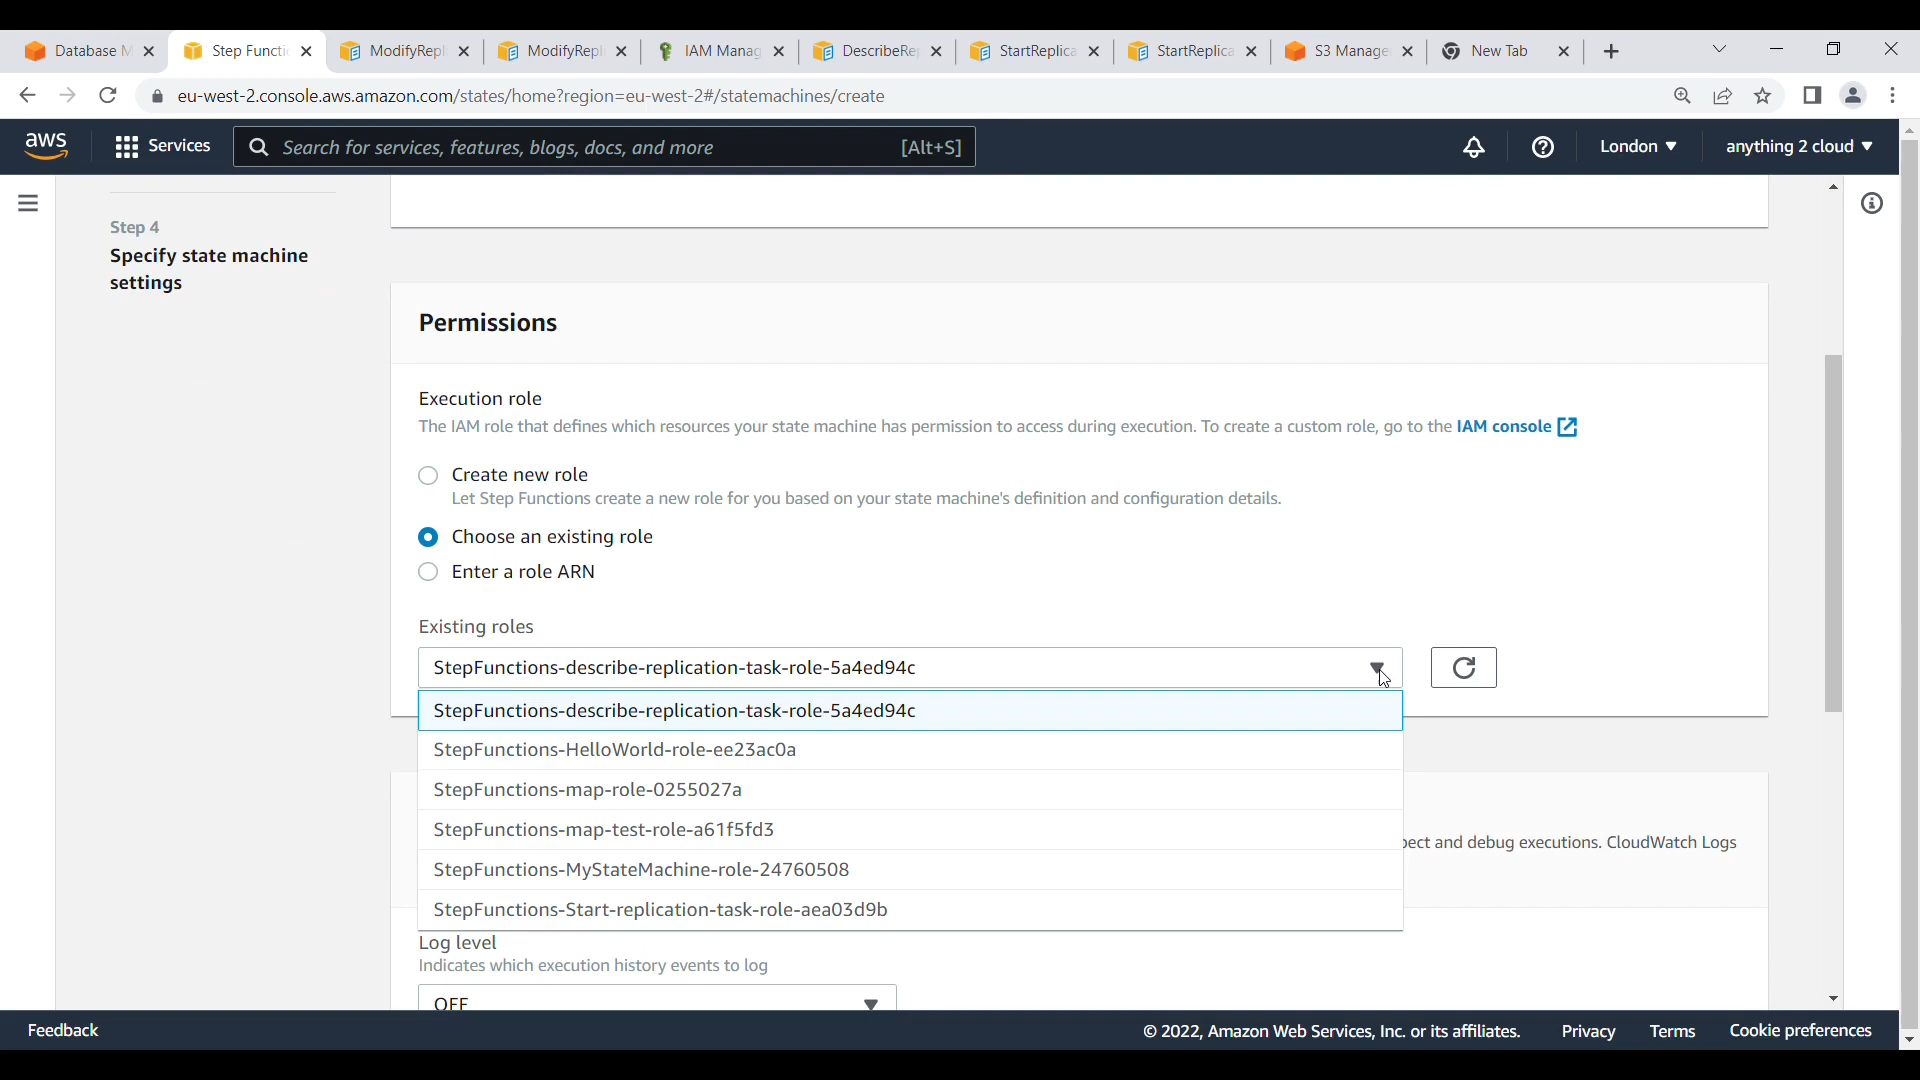 Database M
Step Functi
ModifyRepl
ModifyRepli
IAM Manag
DescribeRe
StartReplica
StartReplica
S3 Manage
New Tab
eu-west-2.console.aws.amazon.com/states/home?region=eu-west-2#/statemachines/create
aws
Services
Search for services, features, blogs, docs, and more
[Alt+S]
London
anything 2 cloud
Step 4
Specify state machine
settings
Permissions
Execution role
The IAM role that defines which resources your state machine has permission to access during execution. To create a custom role, go to the IAM console
Create new role
Let Step Functions create a new role for you based on your state machine's definition and configuration details.
Choose an existing role
Enter a role ARN
Existing roles
StepFunctions-describe-replication-task-role-5a4ed94c
StepFunctions-describe-replication-task-role-5a4ed94c
StepFunctions-HelloWorld-role-ee23ac0a
StepFunctions-map-role-0255027a
StepFunctions-map-test-role-a61f5fd3
pect and debug executions. CloudWatch Logs
StepFunctions-MyStateMachine-role-24760508
StepFunctions-Start-replication-task-role-aea03d9b
Log level
Indicates which execution history events to log
OFF
Feedback
© 2022, Amazon Web Services, Inc. or its affiliates.
Privacy
Terms
Cookie preferences